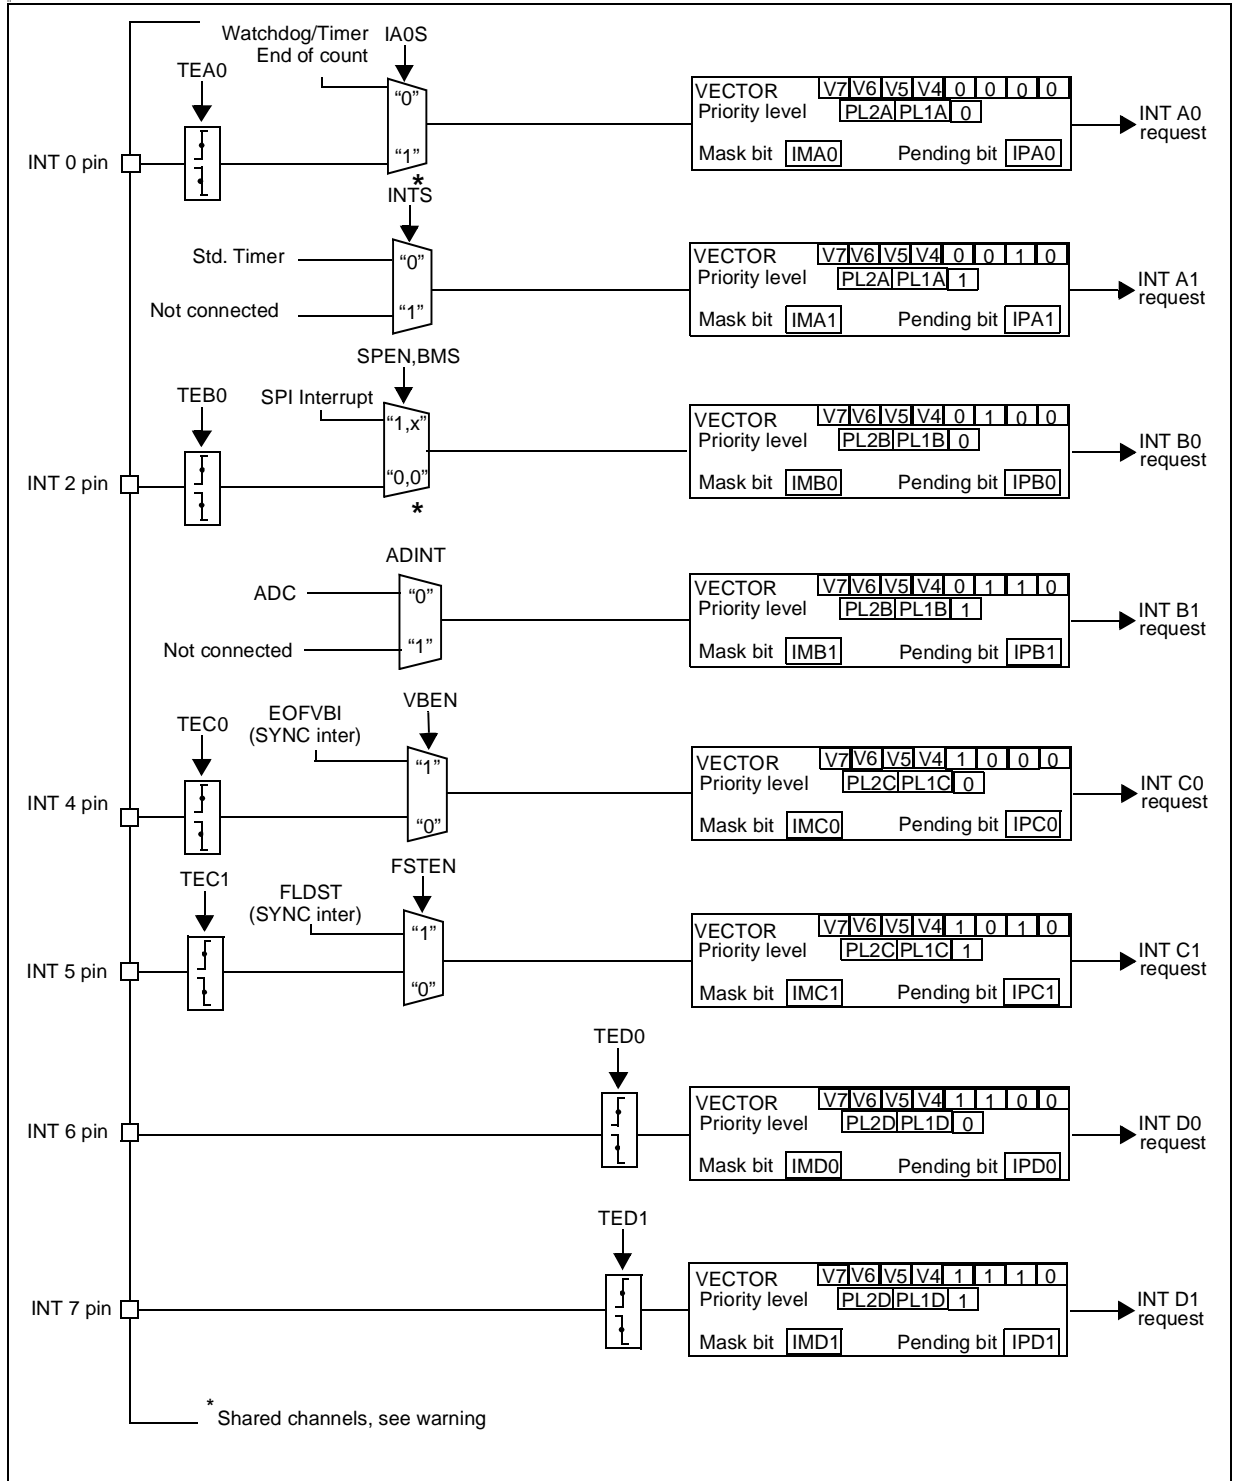 Watchdog/Timer IA0S
End of count
TEA0
"0"
VECTOR V7 V6 V5 V4 0 0 0 0
Priority level PL2A PL1A 0
INT A0
request
INT 0 pin
"1"
Mask bit IMA0 Pending bit IPA0
*
INTS
Std. Timer
"0"
VECTOR V7 V6 V5 V4 0 0 1 0
Priority level PL2A PL1A 1
INT A1
request
Not connected
"1"
Mask bit IMA1 Pending bit IPA1
SPEN,BMS
TEB0
SPI Interrupt
"1,x"
VECTOR V7 V6 V5 V4 0 1 0 0
Priority level PL2B PL1B 0
INT B0
request
INT 2 pin
"0,0"
Mask bit IMB0 Pending bit IPB0
*
ADINT
ADC
"0"
VECTOR V7 V6 V5 V4 0 1 1 0
Priority level PL2B PL1B 1
INT B1
request
Not connected
"1"
Mask bit IMB1 Pending bit IPB1
VBEN
EOFVBI
(SYNC inter)
TEC0
"1"
VECTOR V7 V6 V5 V4 1 0 0 0
Priority level PL2C PL1C 0
INT C0
request
INT 4 pin
"0"
Mask bit IMC0 Pending bit IPC0
FSTEN
TEC1
FLDST
(SYNC inter)
"1"
VECTOR V7 V6 V5 V4 1 0 1 0
Priority level PL2C PL1C 1
INT C1
request
INT 5 pin
"0"
Mask bit IMC1 Pending bit IPC1
TED0
VECTOR V7 V6 V5 V4 1 1 0 0
Priority level PL2D PL1D 0
INT D0
request
INT 6 pin
Mask bit IMD0 Pending bit IPD0
TED1
VECTOR V7 V6 V5 V4 1 1 1 0
Priority level PL2D PL1D 1
INT D1
request
INT 7 pin
Mask bit IMD1 Pending bit IPD1
* Shared channels, see warning